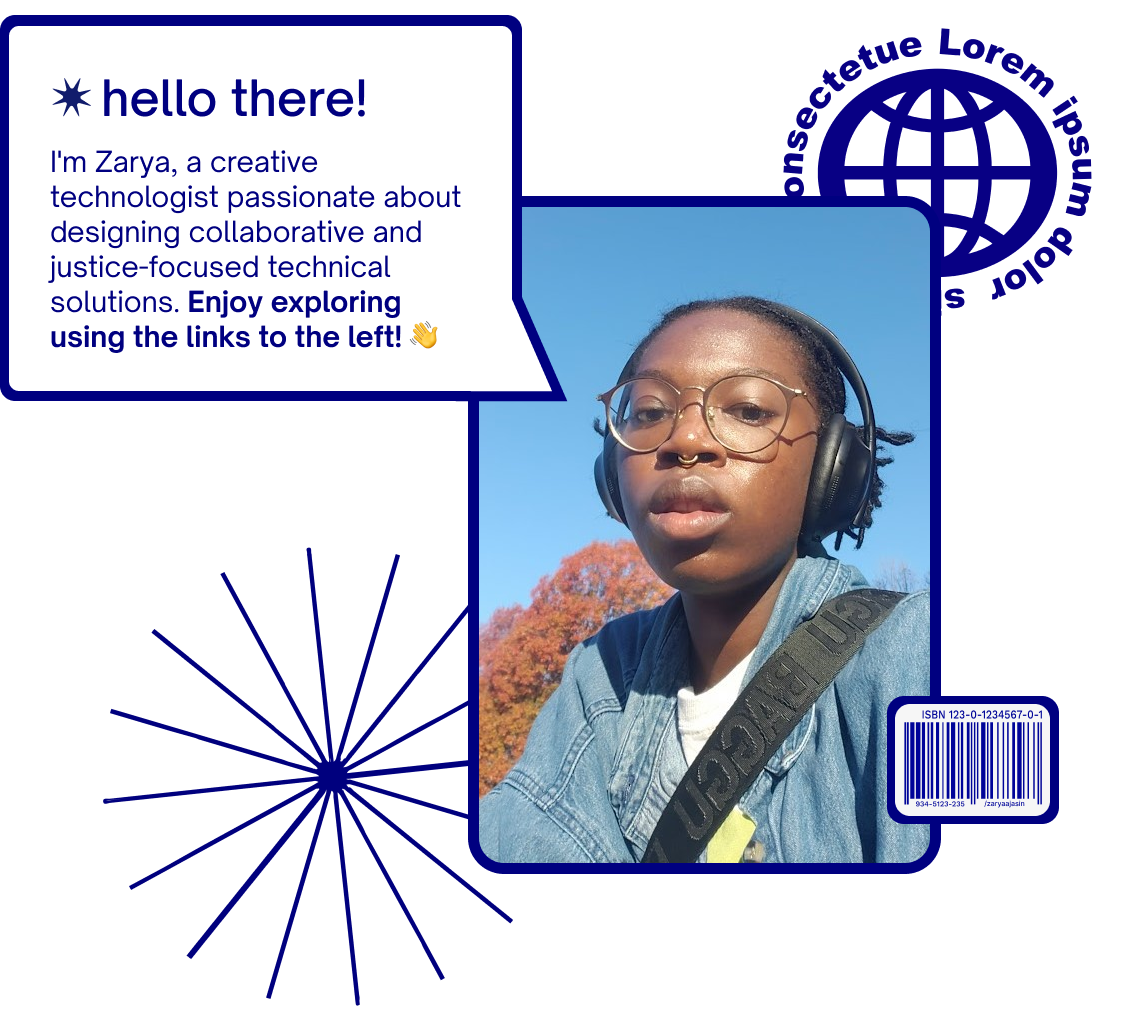 hello there!
I'm Zarya, a creative
technologist passionate about
designing collaborative and
justice-focused technical
solutions. Enjoy exploring
using the links to the left! 👋
onsectetue Lorem ipsum dolor s
BAGGU
ISBN 123-0-1234567-0-1
934-5123-235 /zaryaajasin